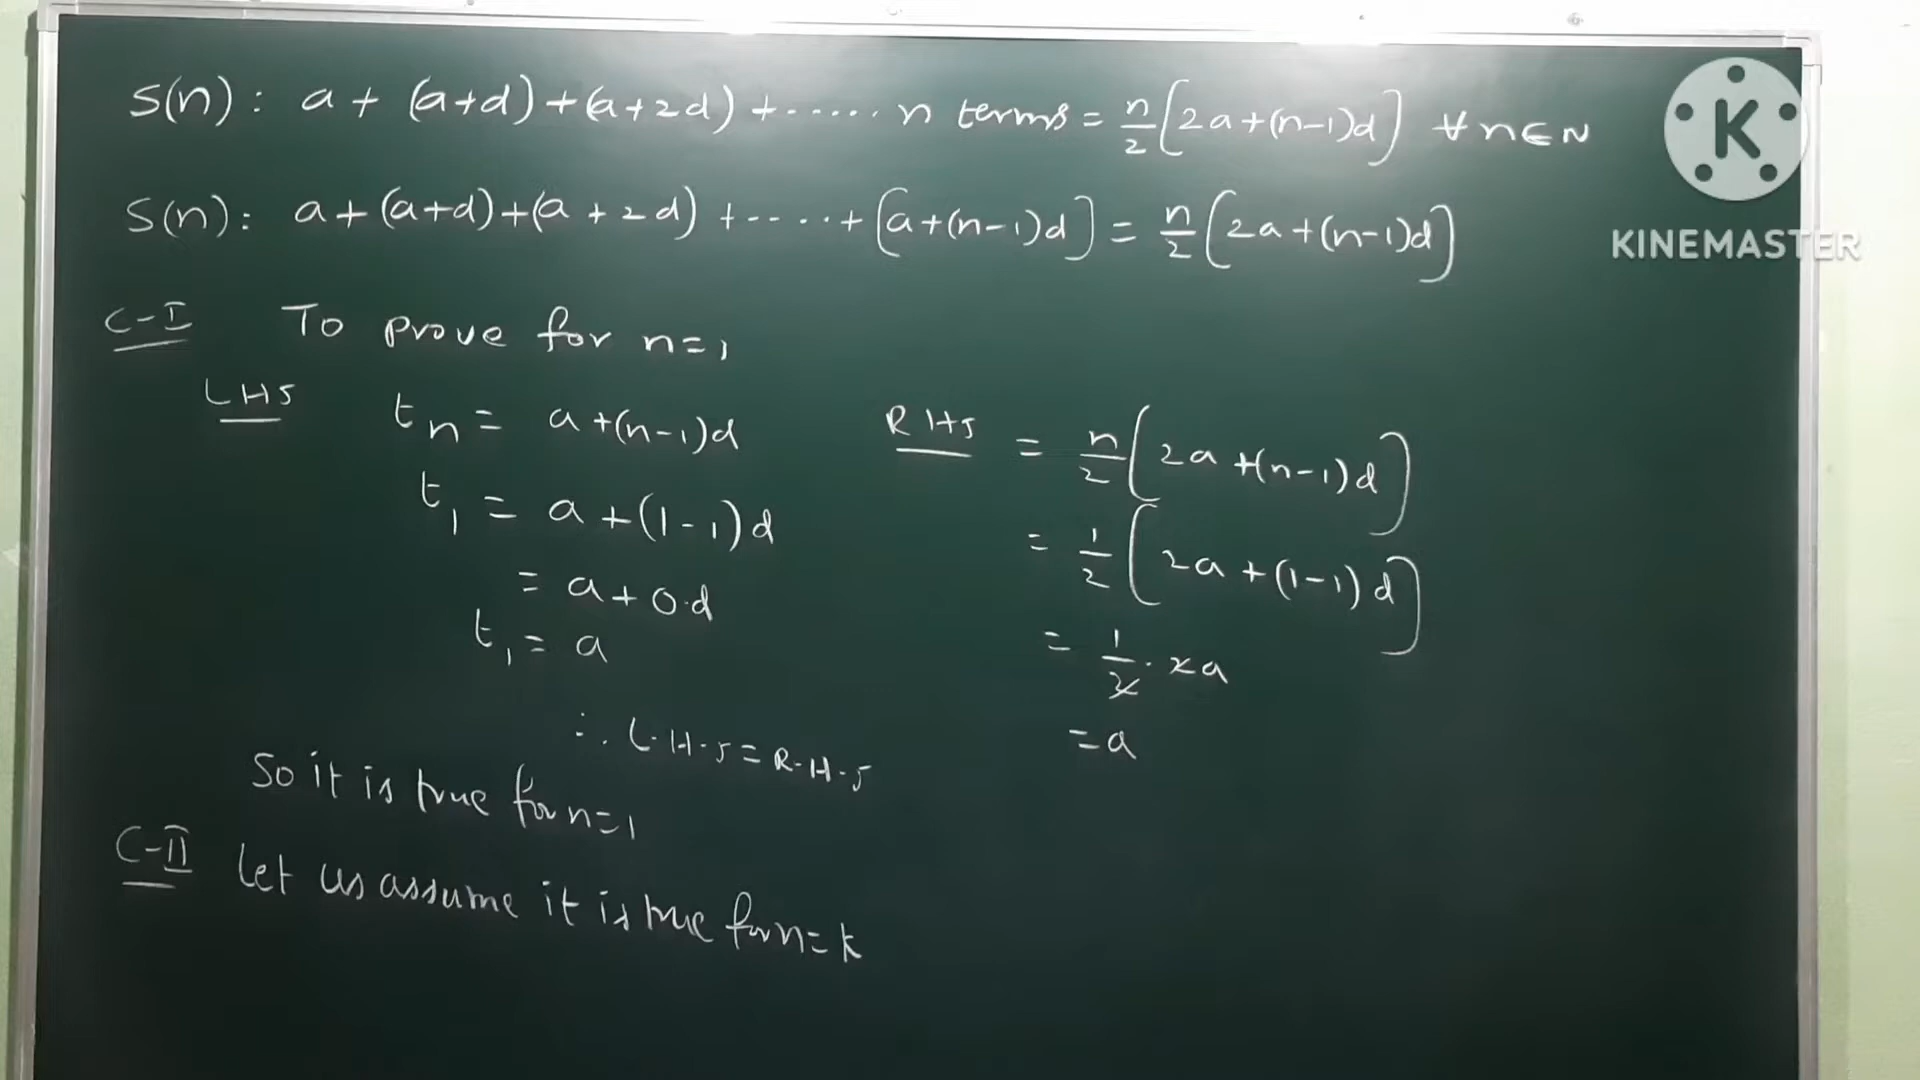 S(n): a + (a+d) + (a+2d) + ..... n terms = n/2 [2a+(n-1)d] ∀ n∈N
S(n): a+(a+d)+(a+2d) +-....+ [a+(n-1)d] = n/2 [2a+(n-1)d]
C-I To prove for n=1
LHS
tn = a+(n-1)d
t1 = a+(1-1)d
= a+0.d
t1 = a
RHS = n/2 [2a+(n-1)d]
= 1/2 [2a+(1-1)d]
= 1/2 . 2a
= a
∴ L.H.S = R.H.S
So it is true for n=1
C-II Let us assume it is true for n=k
K
KINEMASTER